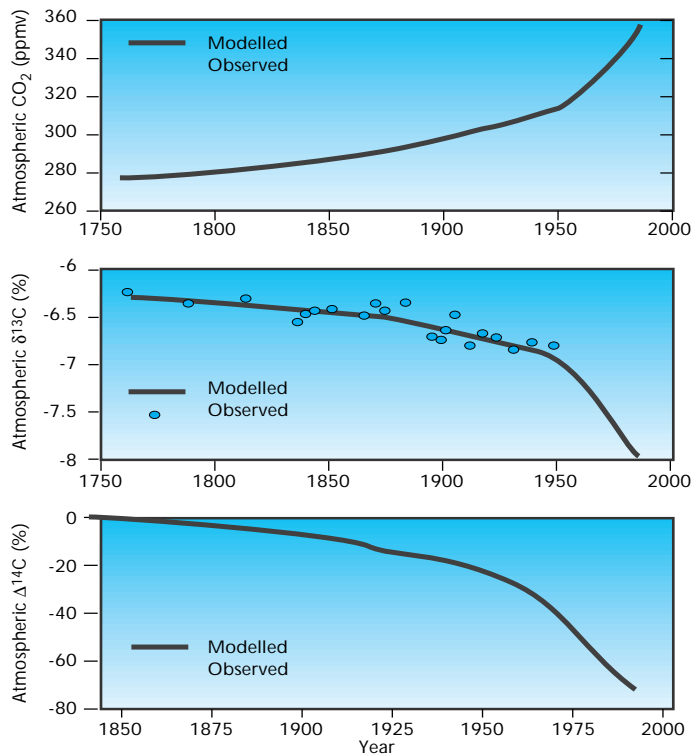 Atmospheric CO2 (ppmv)
360
340
320
300
280
260
Modelled
Observed
1750 1800 1850 1900 1950 2000
Atmospheric δ13C (%)
-6
-6.5
-7
-7.5
-8
Modelled
Observed
1750 1800 1850 1900 1950 2000
Atmospheric Δ14C (%)
0
-20
-40
-60
-80
Modelled
Observed
1850 1875 1900 1925 1950 1975 2000
Year